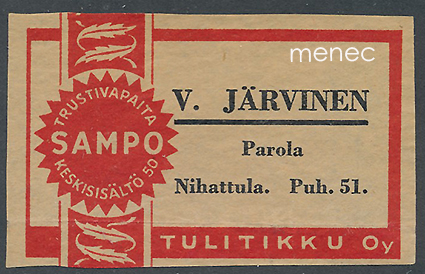 menec
TRUSTIVAPAITA
SAMPO
KESKISISÄLTÖ 50
V. JÄRVINEN
Parola
Nihattula. Puh. 51.
TULITIKKU Oy